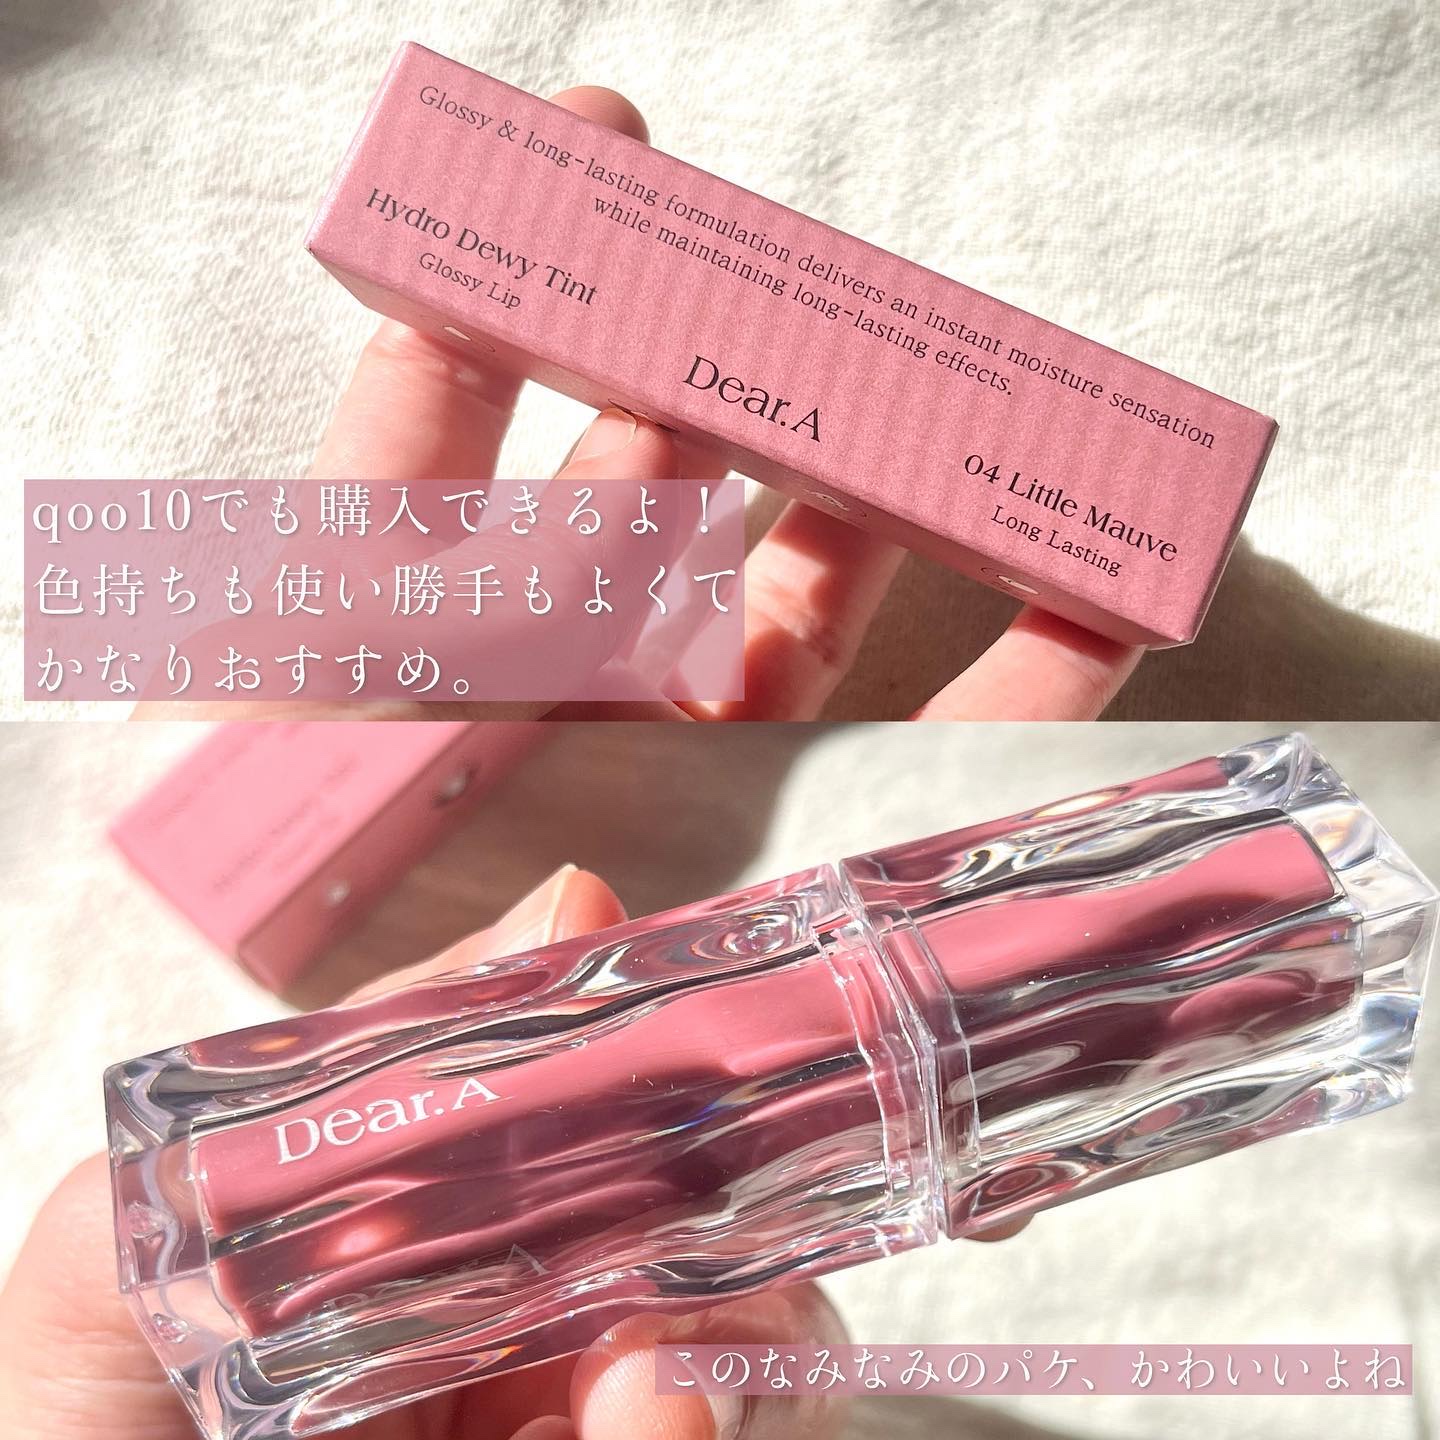 Glossy & long-lasting formulation delivers an instant moisture sensation
while maintaining long-lasting effects.
Hydro Dewy Tint
Glossy Lip
Dear.A
04 Little Mauve
Long Lasting
qoo10でも購入できるよ！
色持ちも使い勝手もよくて
かなりおすすめ。
Dear.A
このなみなみのパケ、かわいいよね